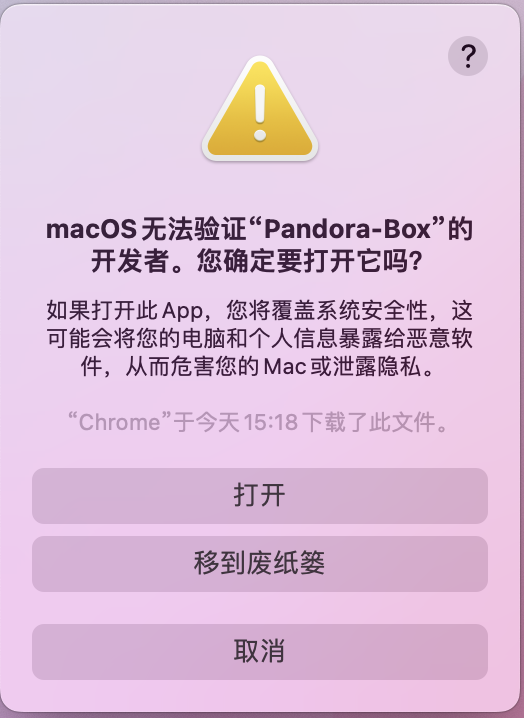 ?
macOS 无法验证“Pandora-Box”的
开发者。您确定要打开它吗?
如果打开此 App，您将覆盖系统安全性，这
可能会将您的电脑和个人信息暴露给恶意软
件，从而危害您的 Mac 或泄露隐私。
“Chrome”于今天 15:18 下载了此文件。
打开
移到废纸篓
取消